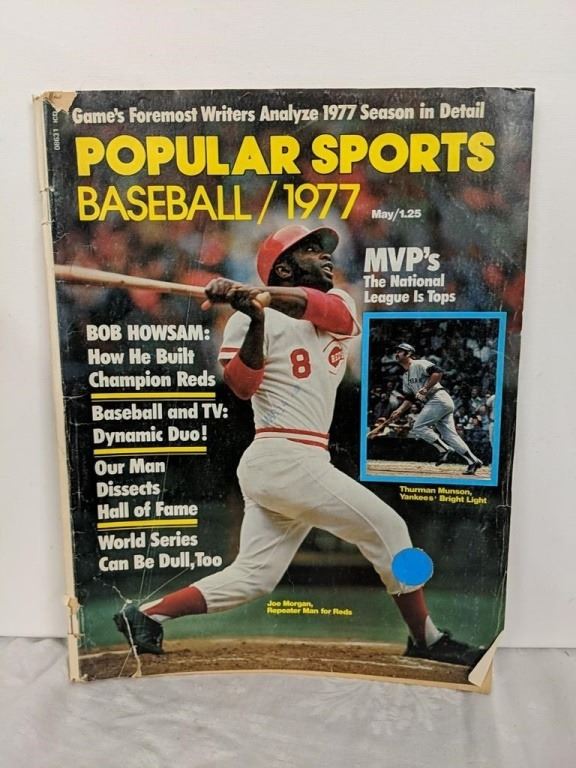 Game's Foremost Writers Analyze 1977 Season in Detail
POPULAR SPORTS
BASEBALL/1977
May/1.25
08631
MVP's
The National
League Is Tops
BOB HOWSAM:
How He Built
Champion Reds
Baseball and TV:
Dynamic Duo!
Our Man
Dissects
Hall of Fame
World Series
Can Be Dull, Too
8
REDS
Thurman Munson,
Yankees' Bright Light
Joe Morgan,
Repeater Man for Reds